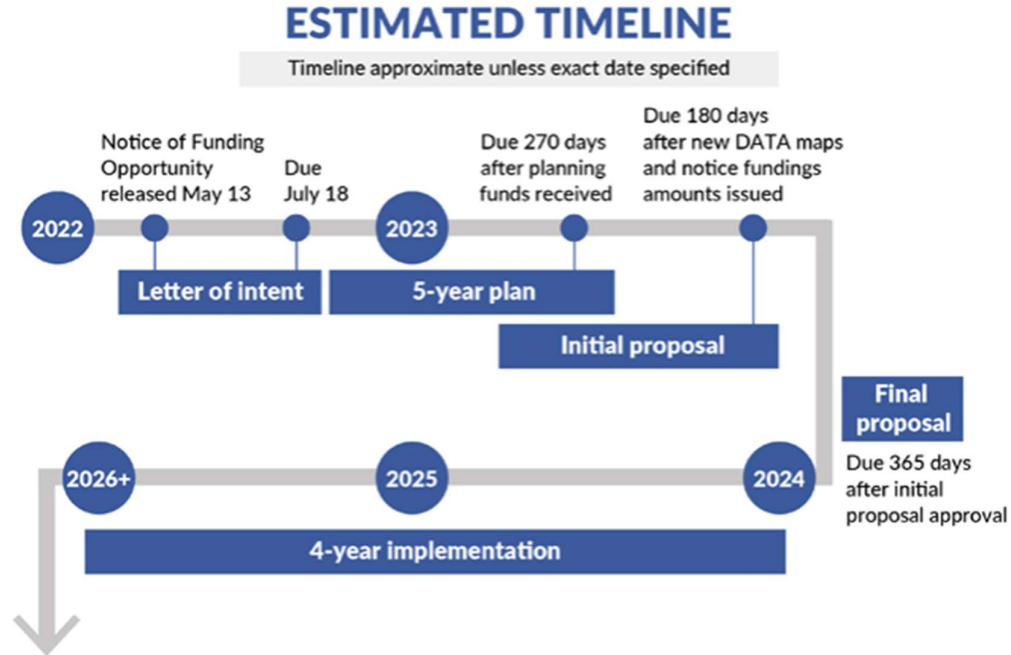 ESTIMATED TIMELINE
Timeline approximate unless exact date specified
Notice of Funding
Opportunity
released May 13
Due
July 18
Due 270 days
after planning
funds received
Due 180 days
after new DATA maps
and notice fundings
amounts issued
2022
2023
Letter of intent
5-year plan
Initial proposal
Final
proposal
Due 365 days
after initial
proposal approval
2026+
2025
2024
4-year implementation